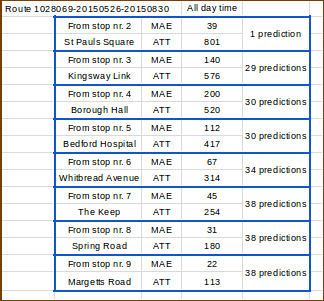 Route 1028069-20150526-20150830 All day time
From stop nr. 2 MAE 39 1 prediction
St Pauls Square ATT 801
From stop nr. 3 MAE 140 29 predictions
Kingsway Link ATT 576
From stop nr. 4 MAE 200 30 predictions
Borough Hall ATT 520
From stop nr. 5 MAE 112 30 predictions
Bedford Hospital ATT 417
From stop nr. 6 MAE 67 34 predictions
Whitbread Avenue ATT 314
From stop nr. 7 MAE 45 38 predictions
The Keep ATT 254
From stop nr. 8 MAE 31 38 predictions
Spring Road ATT 180
From stop nr. 9 MAE 22 38 predictions
Margetts Road ATT 113